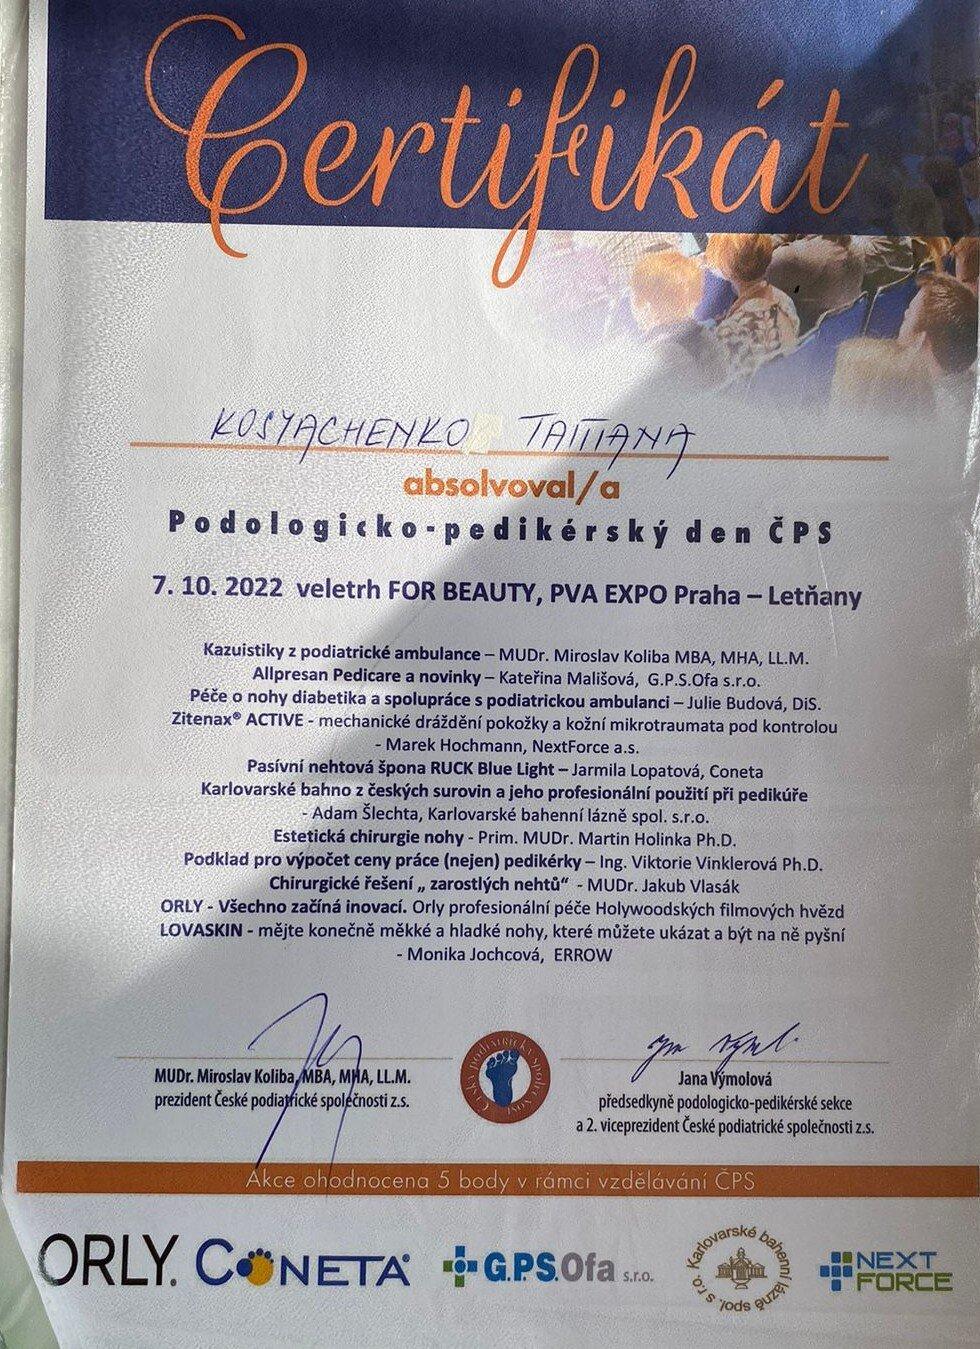 Certifikát
KOSYACHENKO TAITIANA
absolvoval/a
Podologicko-pedikérský den ČPS
7. 10. 2022 veletrh FOR BEAUTY, PVA EXPO Praha – Letňany
Kazuistiky z podiatrické ambulance – MUDr. Miroslav Koliba MBA, MHA, LL.M.
Allpresan Pedicare a novinky – Kateřina Mališová, G.P.S.Ofa s.r.o.
Péče o nohy diabetika a spolupráce s podiatrickou ambulanci – Julie Budová, DiS.
Zitenax® ACTIVE - mechanické dráždění pokožky a kožní mikrotraumata pod kontrolou
- Marek Hochmann, NextForce a.s.
Pasívní nehtová špona RUCK Blue Light – Jarmila Lopatová, Coneta
Karlovarské bahno z českých surovin a jeho profesionální použití při pedikúře
- Adam Šlechta, Karlovarské bahenní lázně spol. s.r.o.
Estetická chirurgie nohy - Prim. MUDr. Martin Holinka Ph.D.
Podklad pro výpočet ceny práce (nejen) pedikérky – Ing. Viktorie Vinklerová Ph.D.
Chirurgické řešení „ zarostlých nehtů“ - MUDr. Jakub Vlasák
ORLY - Všechno začíná inovací. Orly profesionální péče Holywoodských filmových hvězd
LOVASKIN - mějte konečně měkké a hladké nohy, které můžete ukázat a být na ně pyšní
- Monika Jochcová, ERROW
MUDr. Miroslav Koliba, MBA, MHA, LL.M.
prezident České podiatrické společnosti z.s.
Česká podiatrická společnost
Jana Výmolová
předsedkyně podologicko-pedikérské sekce
a 2. viceprezident České podiatrické společnosti z.s.
Akce ohodnocena 5 body v rámci vzdělávání ČPS
ORLY.
CONETA®
G.P.S.Ofa s.r.o.
Karlovarské bahenní lázně spol. s r.o.
NEXT
FORCE